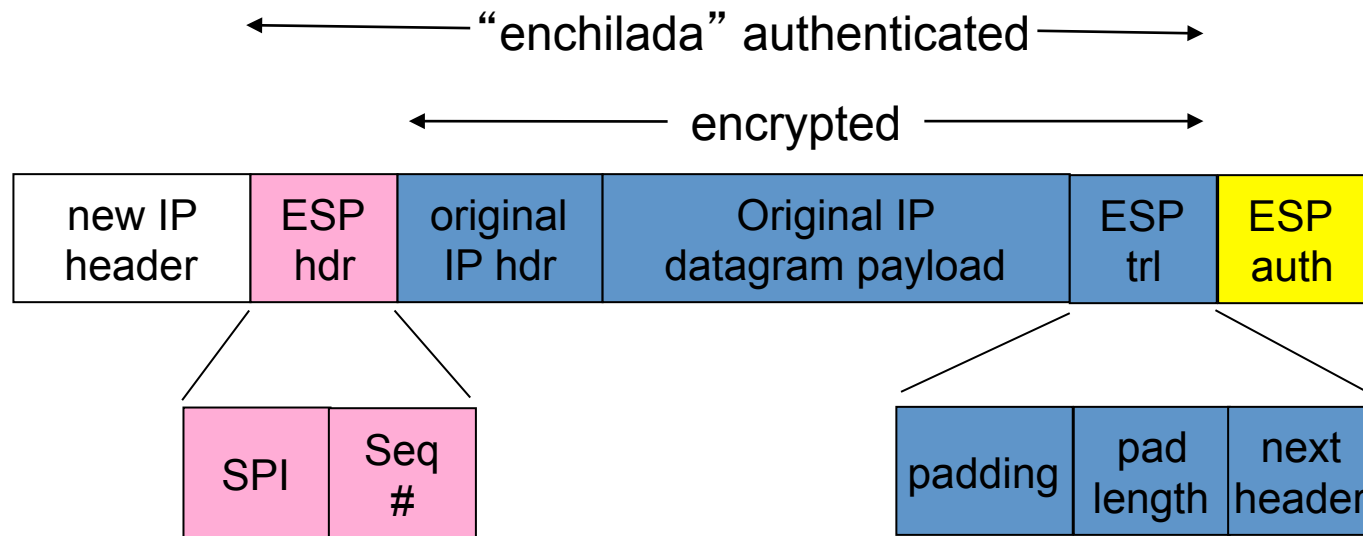 “enchilada” authenticated
encrypted
new IP
header
ESP
hdr
original
IP hdr
Original IP
datagram payload
ESP
trl
ESP
auth
SPI
Seq
#
padding
pad
length
next
header